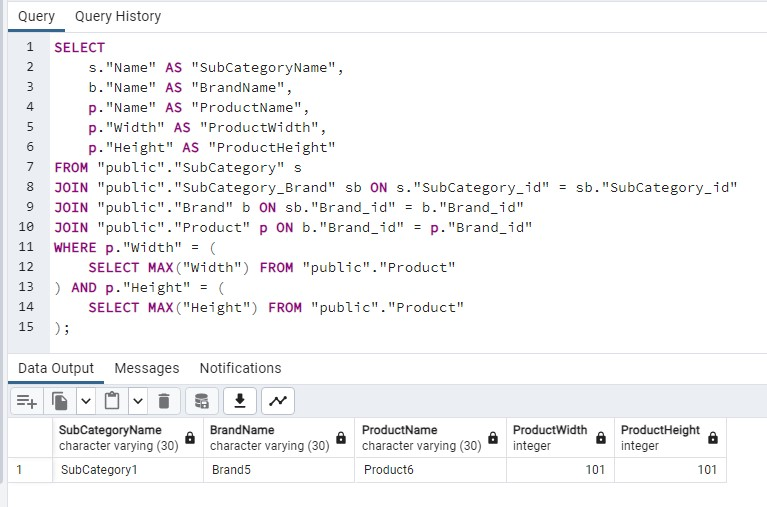 Query Query History
1 SELECT
2 s."Name" AS "SubCategoryName",
3 b."Name" AS "BrandName",
4 p."Name" AS "ProductName",
5 p."Width" AS "ProductWidth",
6 p."Height" AS "ProductHeight"
7 FROM "public"."SubCategory" s
8 JOIN "public"."SubCategory_Brand" sb ON s."SubCategory_id" = sb."SubCategory_id"
9 JOIN "public"."Brand" b ON sb."Brand_id" = b."Brand_id"
10 JOIN "public"."Product" p ON b."Brand_id" = p."Brand_id"
11 WHERE p."Width" = (
12 SELECT MAX("Width") FROM "public"."Product"
13 ) AND p."Height" = (
14 SELECT MAX("Height") FROM "public"."Product"
15 );
Data Output Messages Notifications
SubCategoryName BrandName ProductName ProductWidth ProductHeight
character varying (30) character varying (30) character varying (30) integer integer
1 SubCategory1 Brand5 Product6 101 101